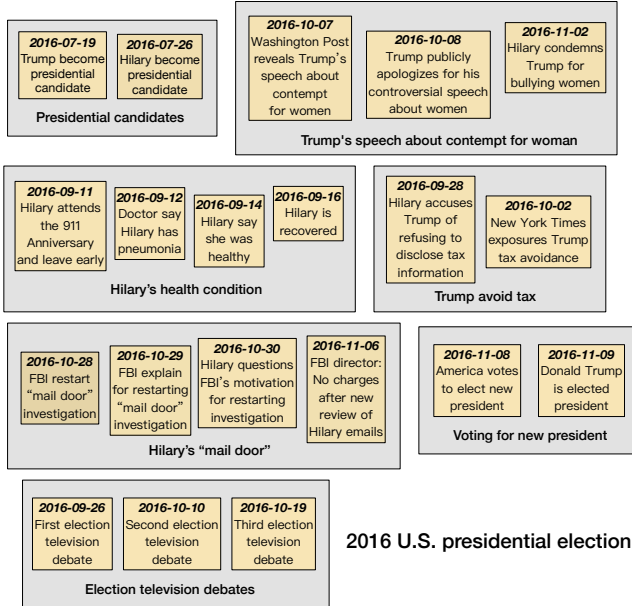 2016-07-19
Trump become
presidential
candidate
2016-07-26
Hilary become
presidential
candidate
Presidential candidates
2016-10-07
Washington Post
reveals Trump's
speech about
contempt
for women
2016-10-08
Trump publicly
apologizes for his
controversial speech
about women
2016-11-02
Hilary condemns
Trump for
bullying women
Trump's speech about contempt for woman
2016-09-11
Hilary attends
the 911
Anniversary
and leave early
2016-09-12
Doctor say
Hilary has
pneumonia
2016-09-14
Hilary say
she was
healthy
2016-09-16
Hilary is
recovered
Hilary's health condition
2016-09-28
Hilary accuses
Trump of
refusing to
disclose tax
information
2016-10-02
New York Times
exposures Trump
tax avoidance
Trump avoid tax
2016-10-28
FBI restart
"mail door"
investigation
2016-10-29
FBI explain
for restarting
"mail door"
investigation
2016-10-30
Hilary questions
FBI's motivation
for restarting
investigation
2016-11-06
FBI director:
No charges
after new
review of
Hilary emails
Hilary's "mail door"
2016-11-08
America votes
to elect new
president
2016-11-09
Donald Trump
is elected
president
Voting for new president
2016-09-26
First election
television
debate
2016-10-10
Second election
television
debate
2016-10-19
Third election
television
debate
Election television debates
2016 U.S. presidential election